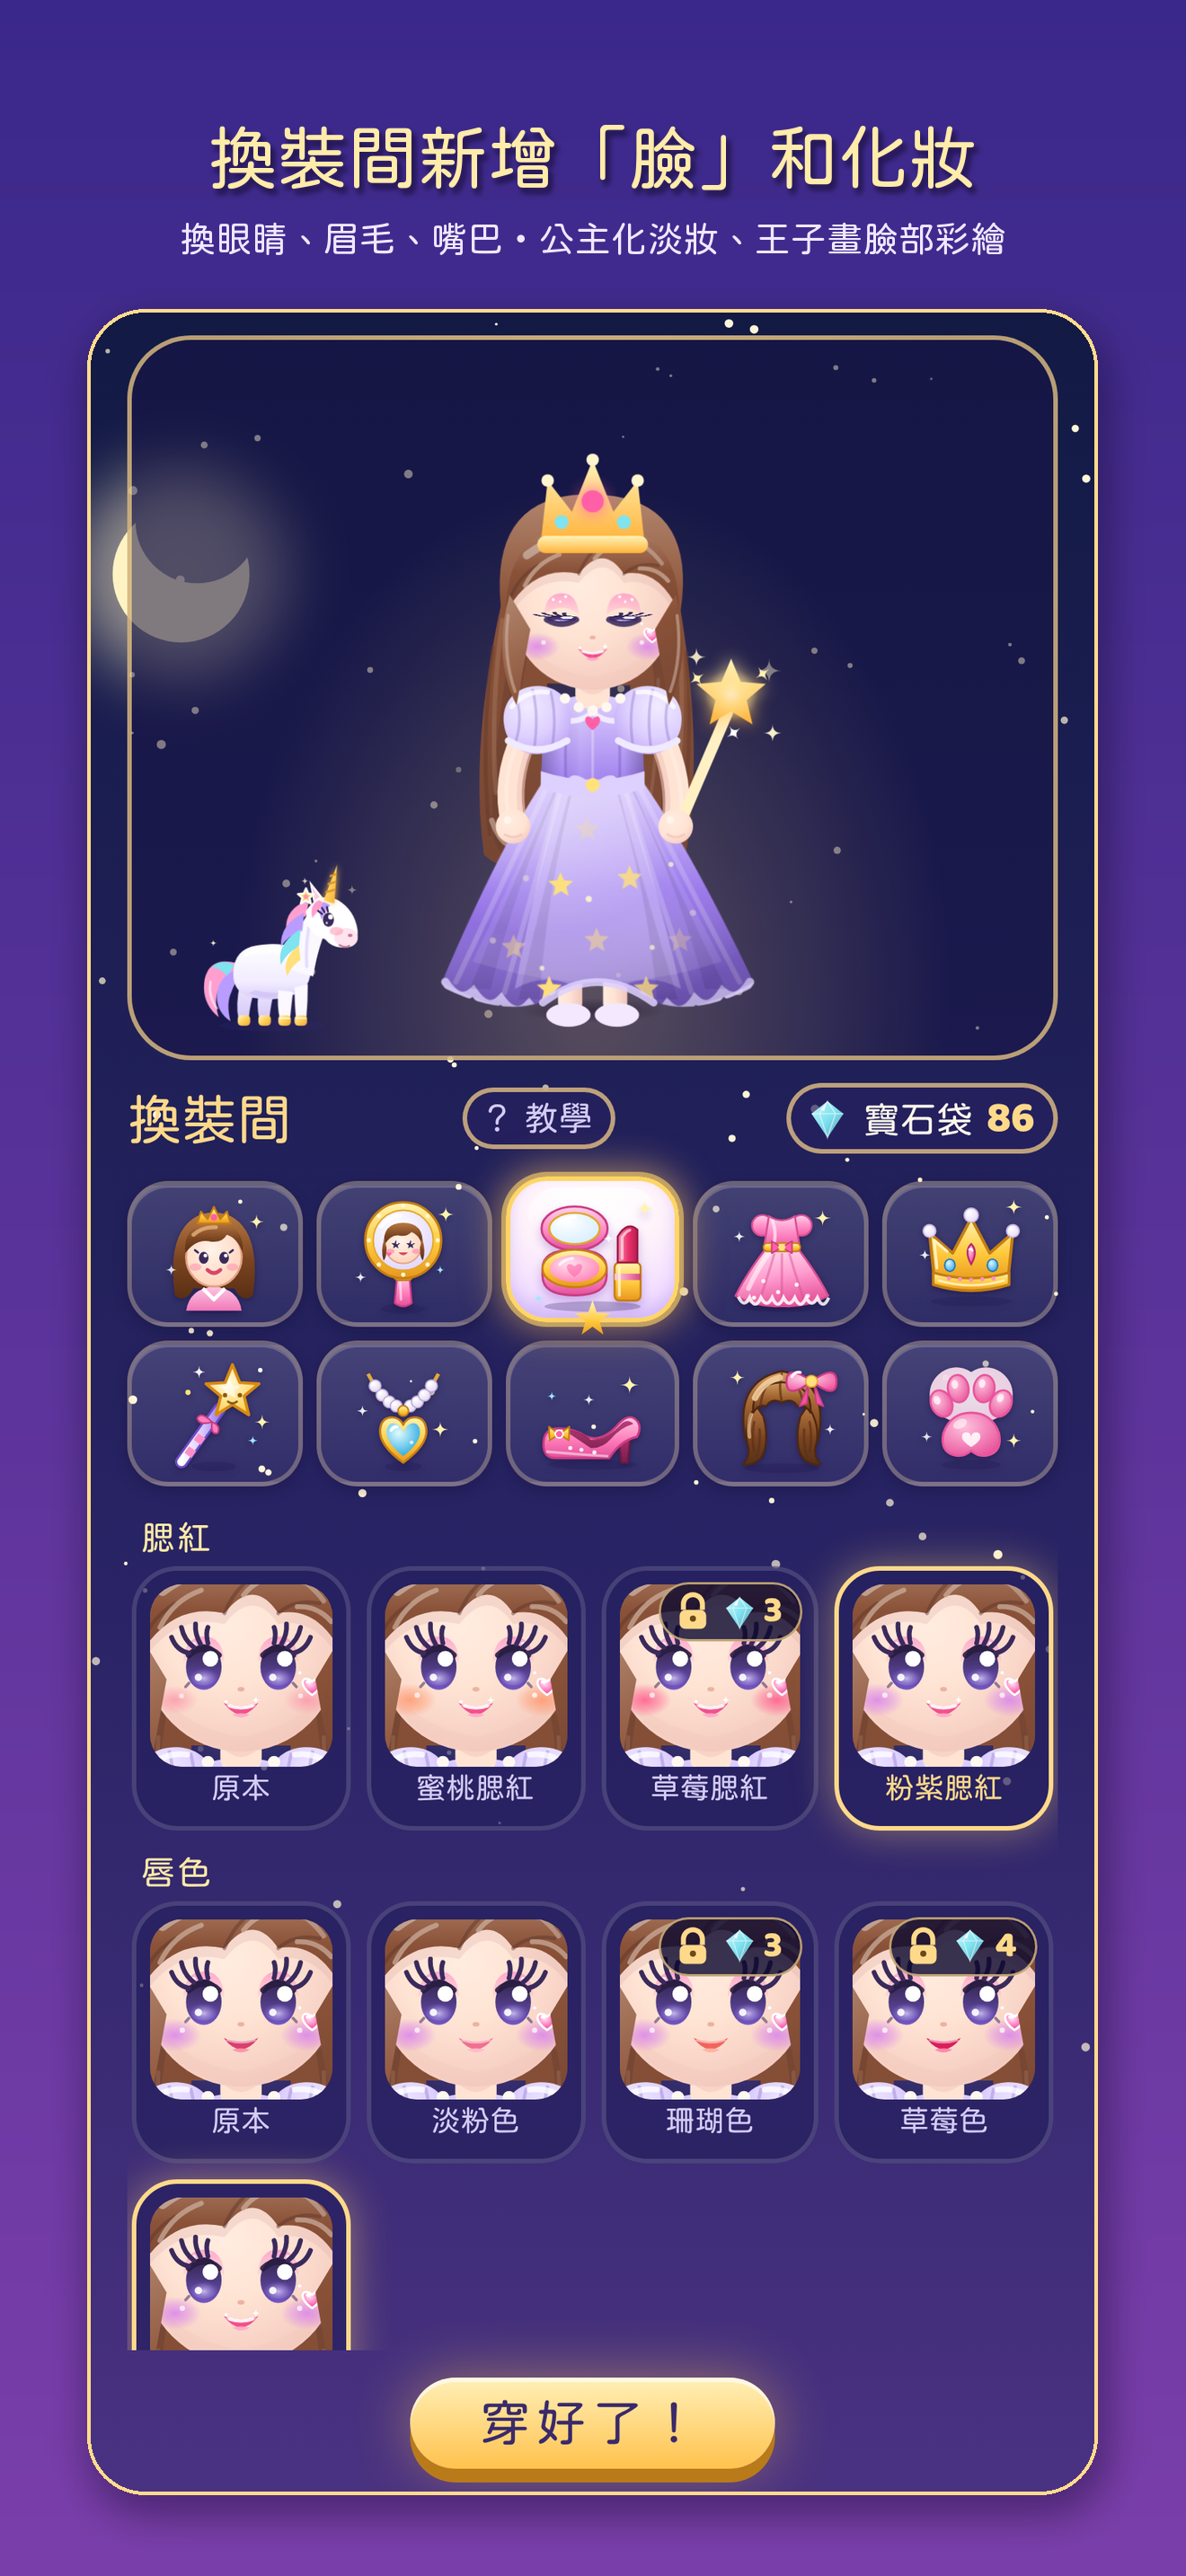 換裝間新增「臉」和化妝
換眼睛、眉毛、嘴巴・公主化淡妝、王子畫臉部彩繪
換裝間
? 教學
寶石袋 86
腮紅
3
原本
蜜桃腮紅
草莓腮紅
粉紫腮紅
唇色
3
4
原本
淡粉色
珊瑚色
草莓色
穿好了！